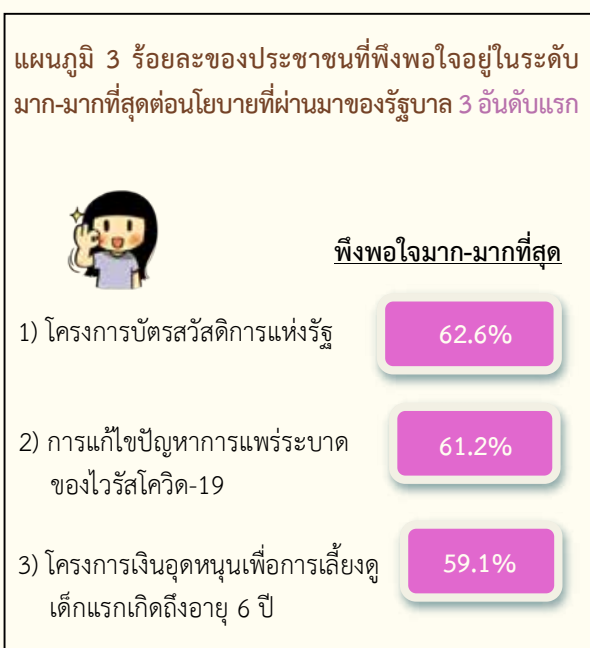 แผนภูมิ 3 ร้อยละของประชาชนที่พึงพอใจอยู่ในระดับ
มาก-มากที่สุดต่อนโยบายที่ผ่านมาของรัฐบาล 3 อันดับแรก
พึงพอใจมาก-มากที่สุด
1) โครงการบัตรสวัสดิการแห่งรัฐ 62.6%
2) การแก้ไขปัญหาการแพร่ระบาด 61.2%
ของไวรัสโควิด-19
3) โครงการเงินอุดหนุนเพื่อการเลี้ยงดู 59.1%
เด็กแรกเกิดถึงอายุ 6 ปี